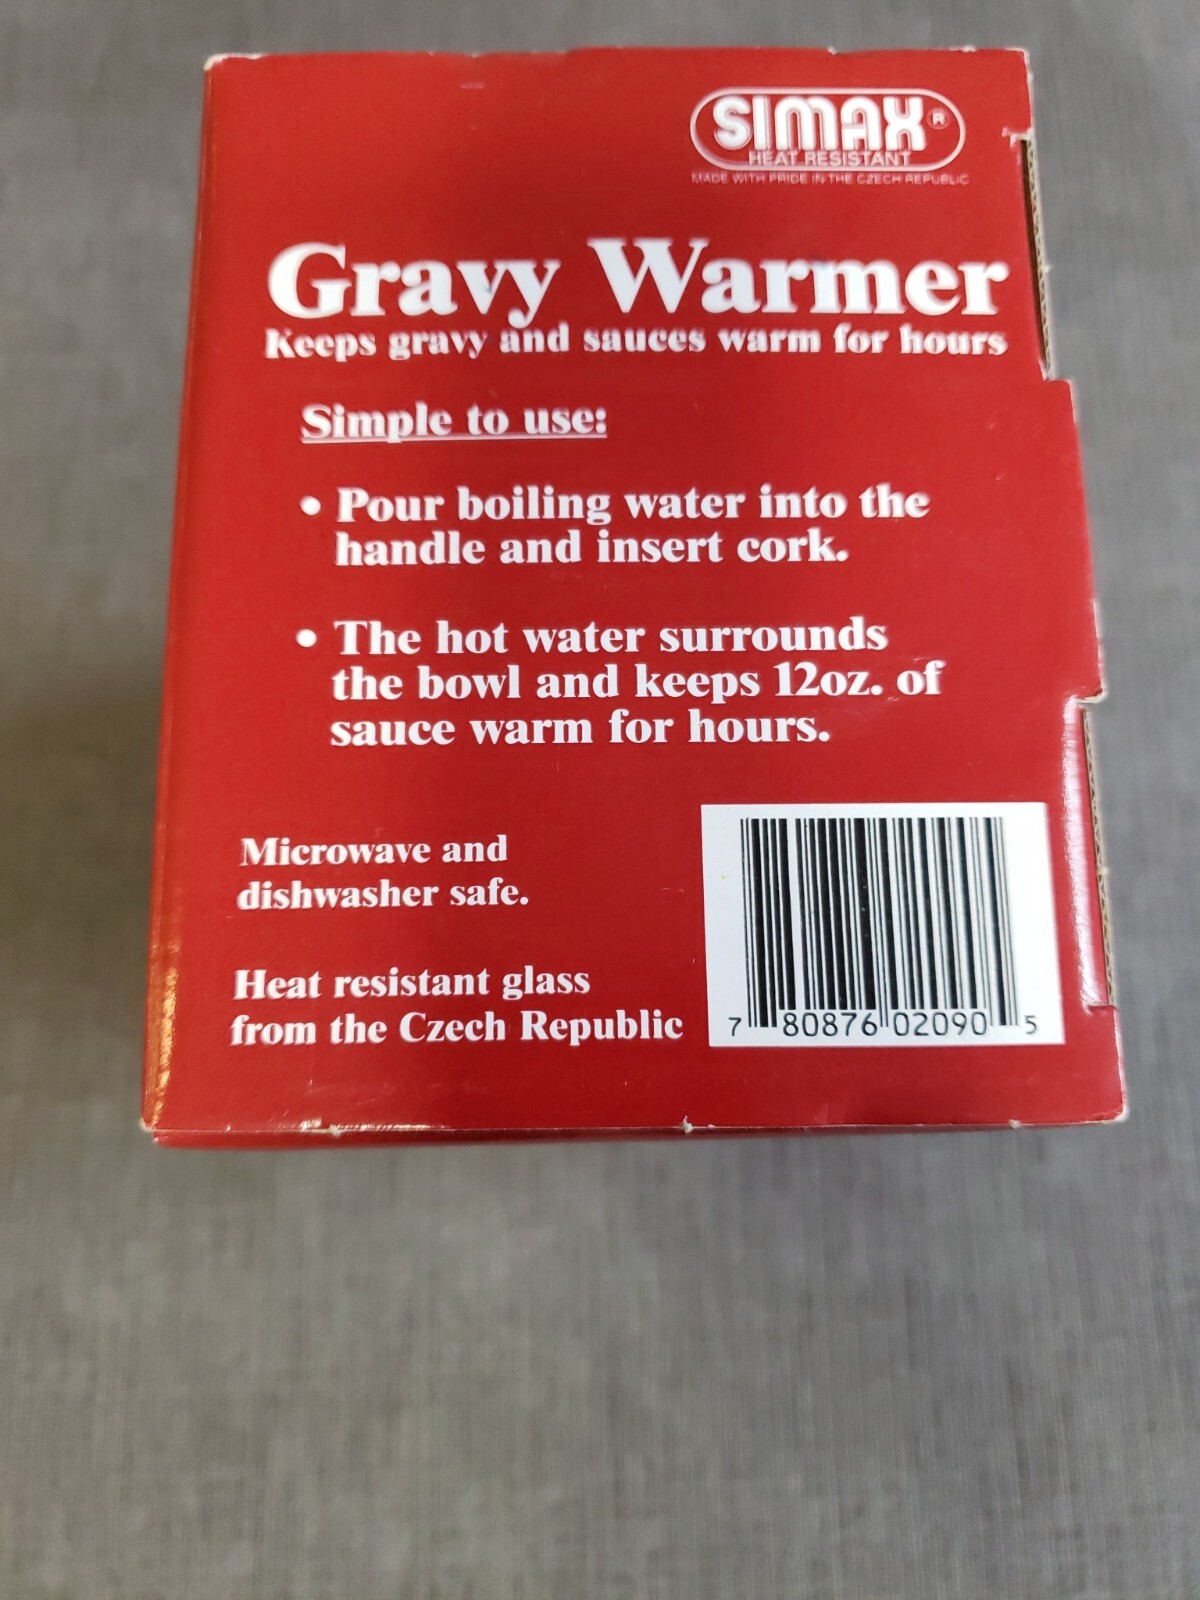 SIMAX®
HEAT RESISTANT
MADE WITH PRIDE IN THE CZECH REPUBLIC
Gravy Warmer
Keeps gravy and sauces warm for hours
Simple to use:
• Pour boiling water into the
handle and insert cork.
• The hot water surrounds
the bowl and keeps 12oz. of
sauce warm for hours.
Microwave and
dishwasher safe.
Heat resistant glass
from the Czech Republic
7 80876 02090 5